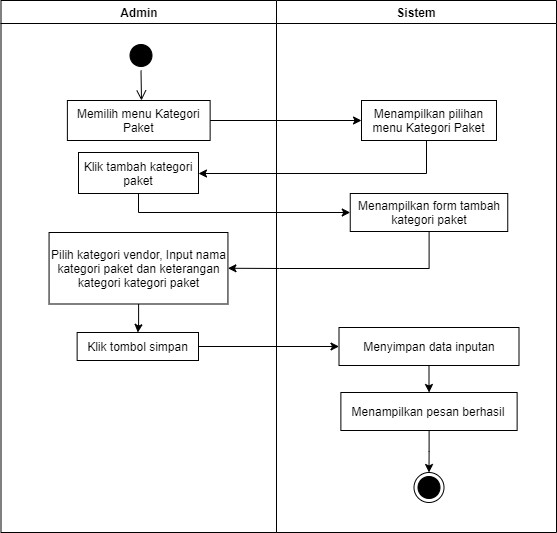 Admin
Sistem
Memilih menu Kategori
Paket
Menampilkan pilihan
menu Kategori Paket
Klik tambah kategori
paket
Menampilkan form tambah
kategori paket
Pilih kategori vendor, Input nama
kategori paket dan keterangan
kategori kategori paket
Klik tombol simpan
Menyimpan data inputan
Menampilkan pesan berhasil